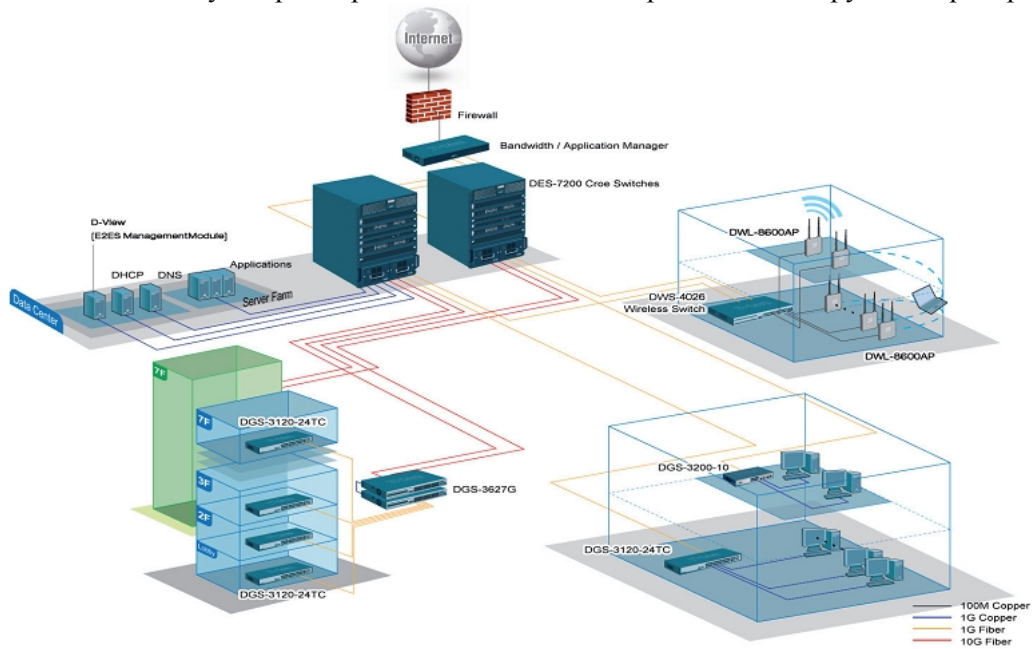 Internet
Firewall
Bandwidth / Application Manager
DES-7200 Croe Switches
D-View
[E2ES ManagementModule]
DHCP
DNS
Applications
Server Farm
Data Center
DWL-8600AP
DWS-4026
Wireless Switch
DWL-8600AP
7F
7F
DGS-3120-24TC
3F
2F
Lobby
DGS-3120-24TC
DGS-3627G
DGS-3200-10
DGS-3120-24TC
100M Copper
1G Copper
1G Fiber
10G Fiber